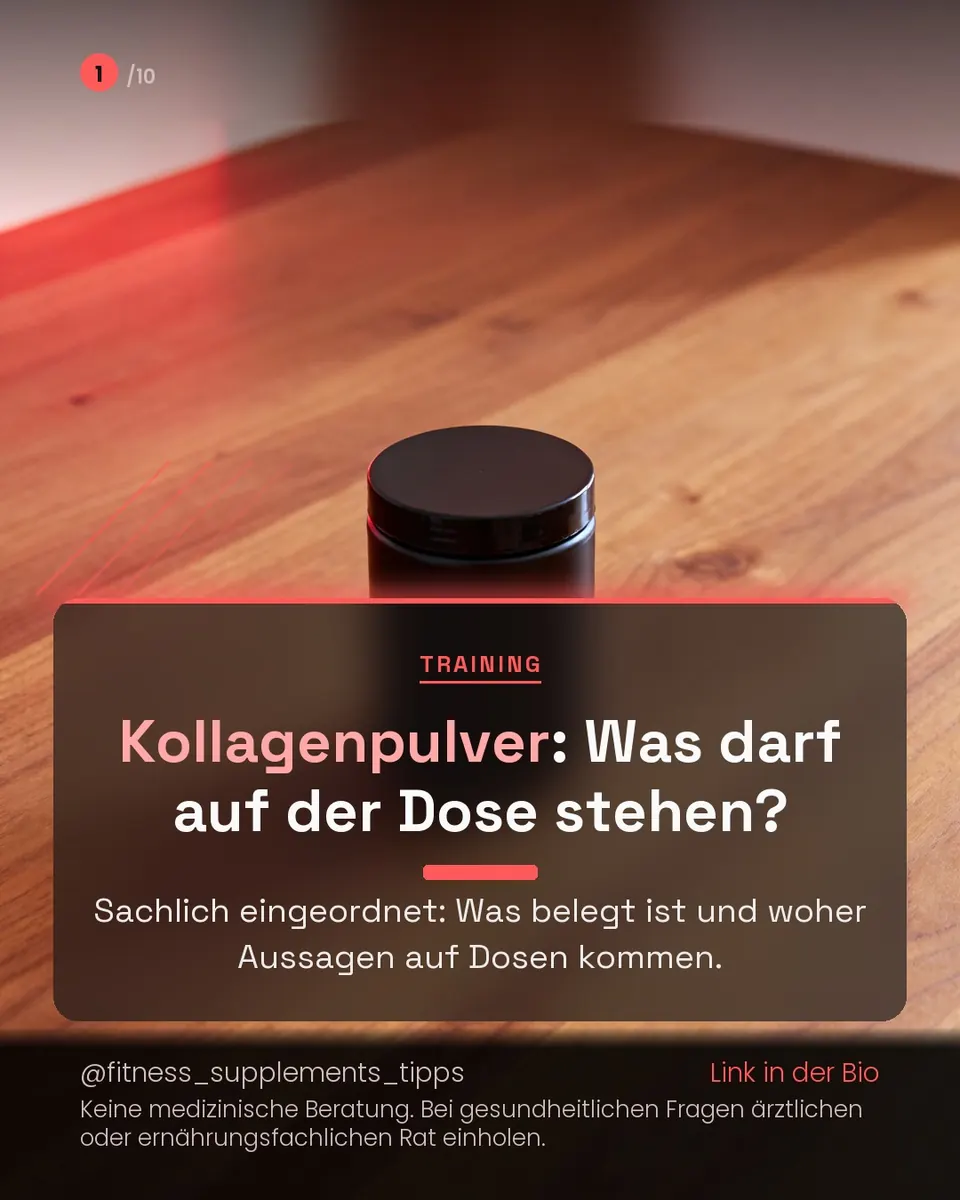 1 /10
TRAINING
Kollagenpulver: Was darf
auf der Dose stehen?
Sachlich eingeordnet: Was belegt ist und woher
Aussagen auf Dosen kommen.
@fitness_supplements_tipps
Link in der Bio
Keine medizinische Beratung. Bei gesundheitlichen Fragen ärztlichen
oder ernährungsfachlichen Rat einholen.